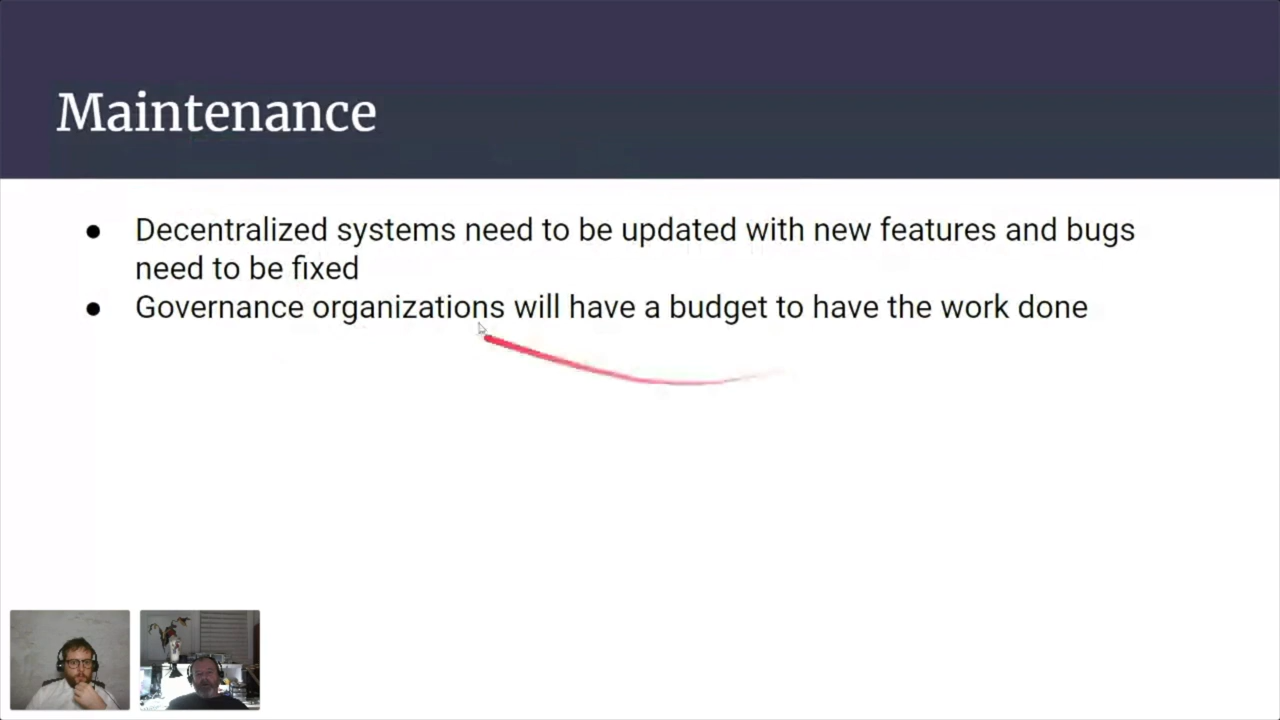 Maintenance
● Decentralized systems need to be updated with new features and bugs
need to be fixed
● Governance organizations will have a budget to have the work done